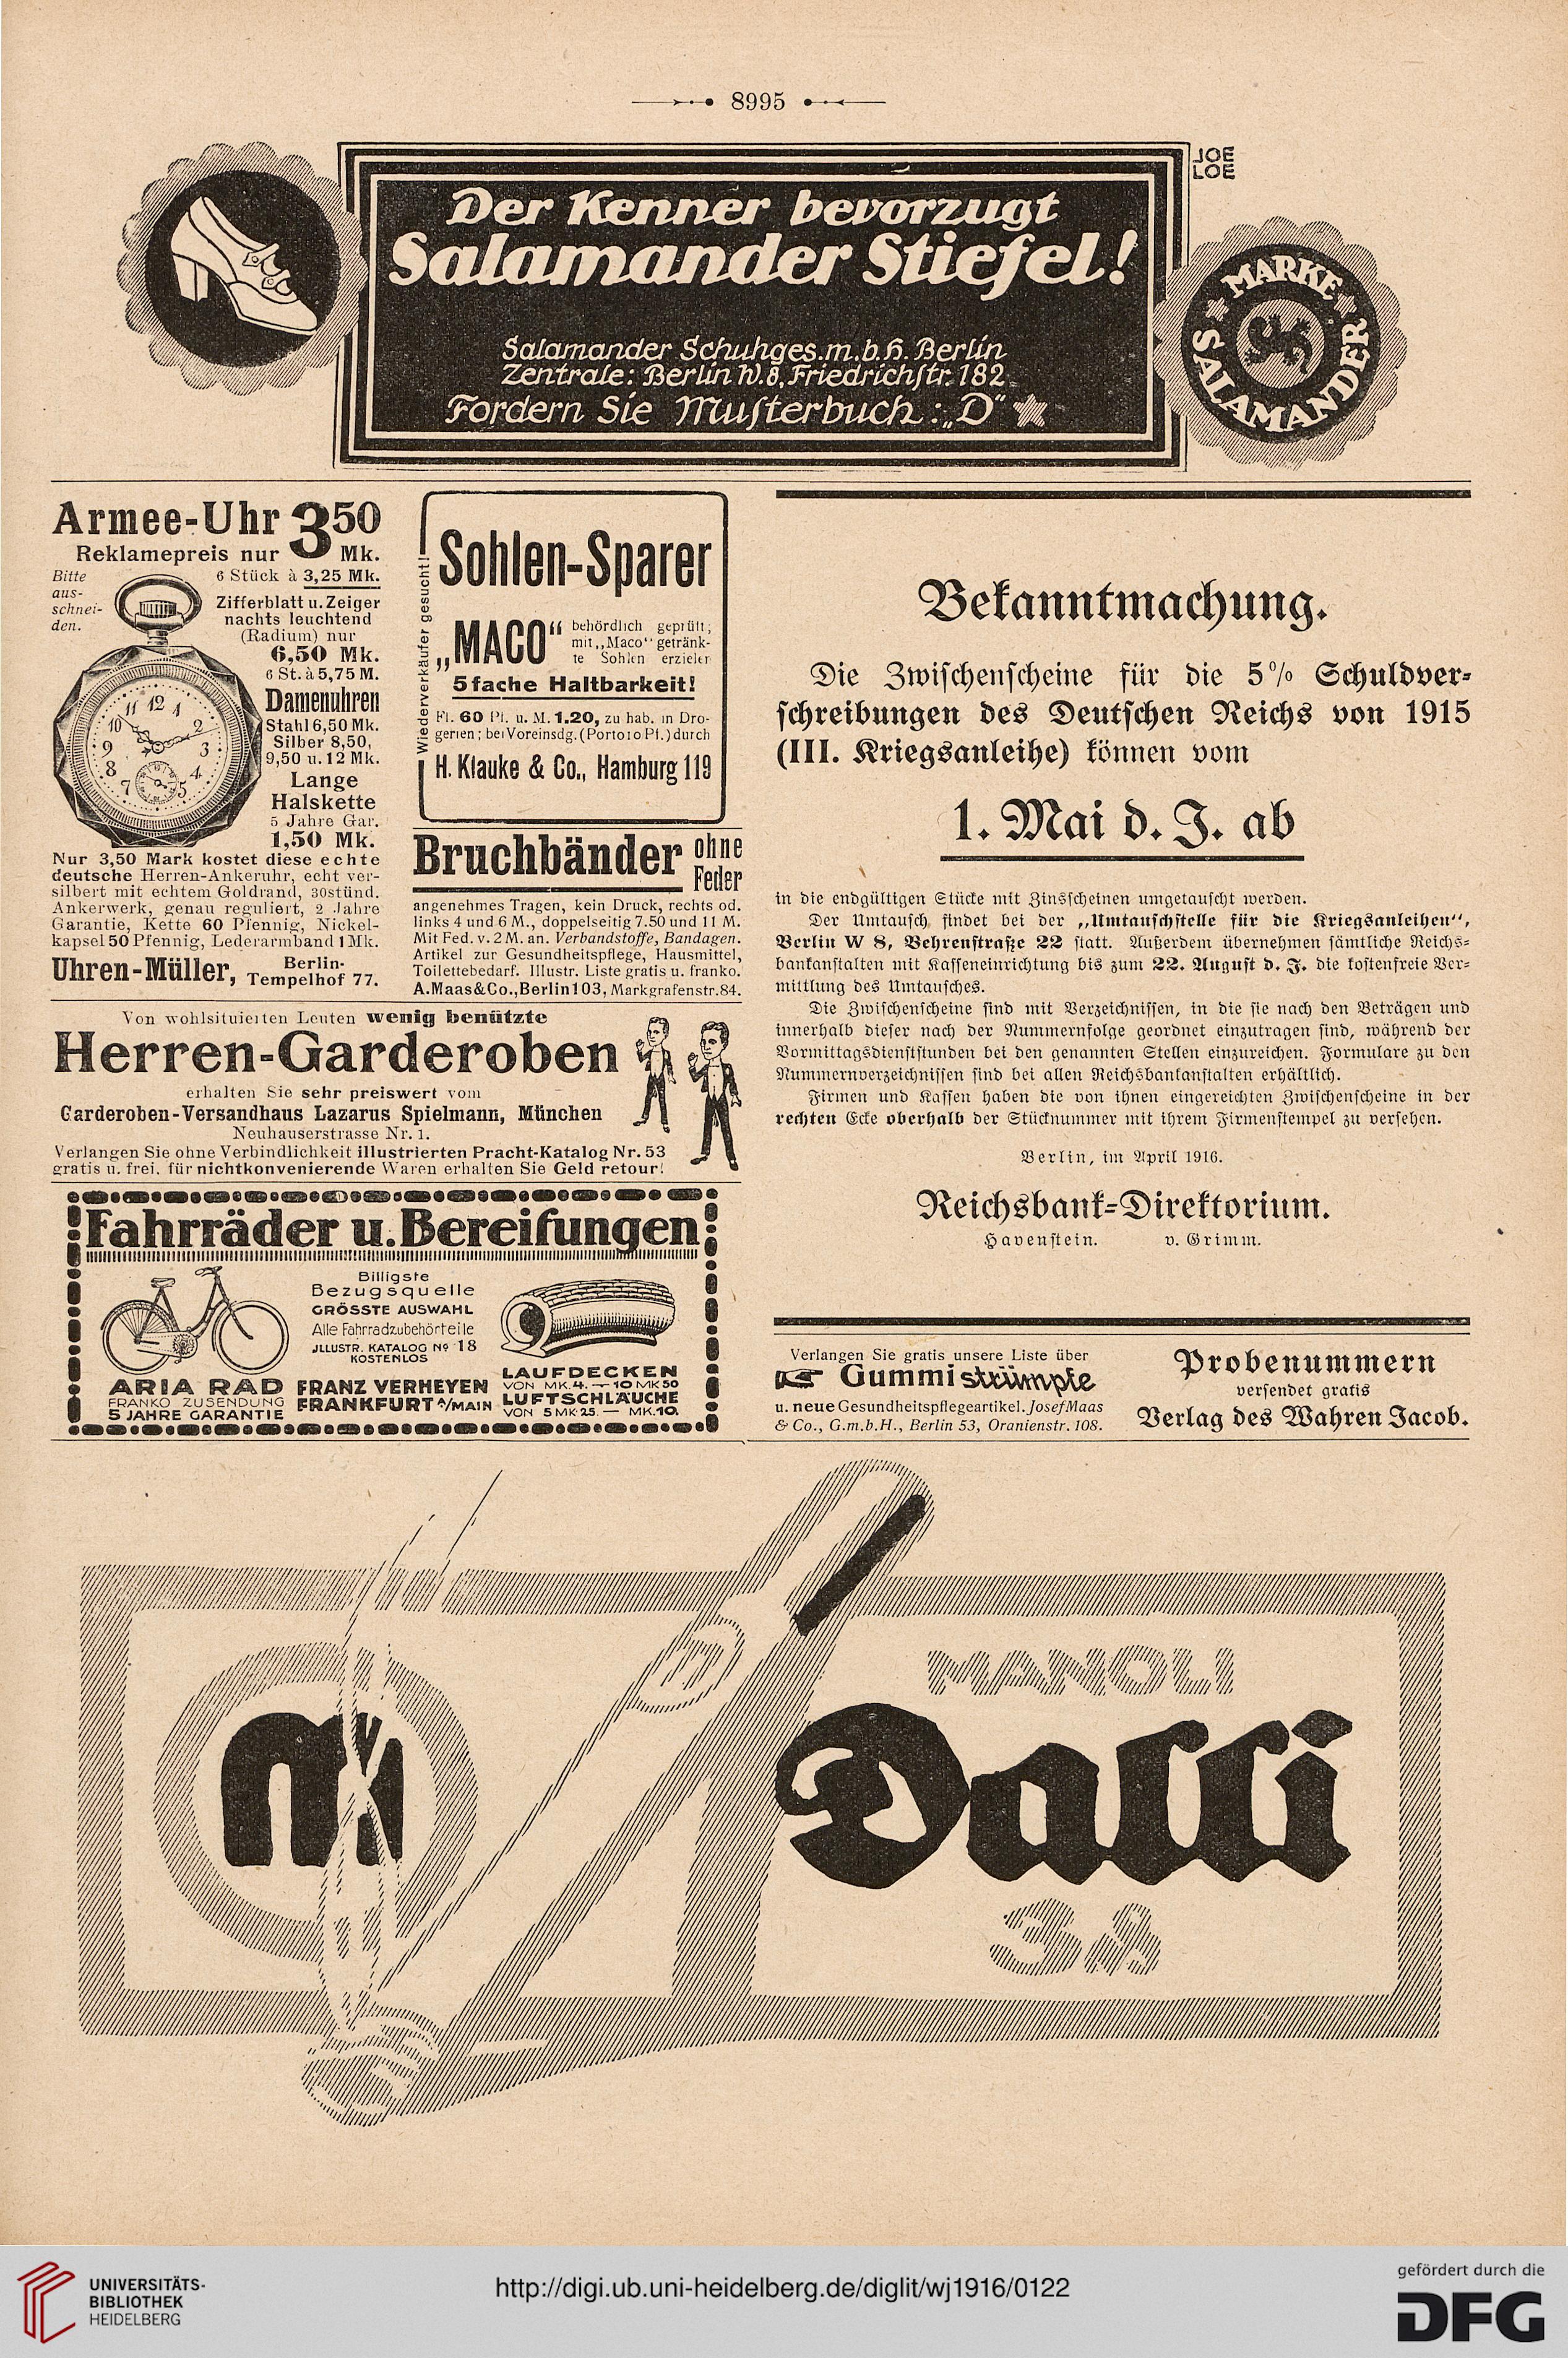 8995
JOE
LOE
Der Kenner bevorzugt
Salamander Stiefel!
Salamander Schuhges.m.b.H. Berlin
Zentrale: Berlin W.8, Friedrichstr. 182
Fordern Sie Musterbuch: „D“
MARKE
SALAMANDER
Armee-Uhr 3 50
Reklamepreis nur Mk.
Bitte
aus-
schnei-
den.
6 Stück à 3,25 Mk.
Zifferblatt u. Zeiger
nachts leuchtend
(Radium) nur
6,50 Mk.
6 St. à 5,75 M.
Damenuhren
Stahl 6,50 Mk.
Silber 8,50,
9,50 u. 12 Mk.
Lange
Halskette
5 Jahre Gar.
1,50 Mk.
11 12 1
10 2
9 3
8 4
7 5
Nur 3,50 Mark kostet diese echte
deutsche Herren-Ankeruhr, echt ver-
silbert mit echtem Goldrand, 30stünd.
Ankerwerk, genau reguliert, 2 Jahre
Garantie, Kette 60 Pfennig, Nickel-
kapsel 50 Pfennig, Lederarmband 1 Mk.
Uhren-Müller, Berlin-
Tempelhof 77.
Wiederverkäufer gesucht!
Sohlen-Sparer
„MACO“ behördlich geprüft;
mit „Maco“ getränk-
te Sohlen erzielen
5fache Haltbarkeit!
Fl. 60 Pf. u. M. 1.20, zu hab. in Dro-
gerien; bei Voreinsdg. (Porto 10 Pf.) durch
H. Klauke & Co., Hamburg 119
Bruchbänder ohne
Feder
angenehmes Tragen, kein Druck, rechts od.
links 4 und 6 M., doppelseitig 7.50 und 11 M.
Mit Fed. v. 2 M. an. Verbandstoffe, Bandagen.
Artikel zur Gesundheitspflege, Hausmittel,
Toilettebedarf. Illustr. Liste gratis u. franko.
A. Maas & Co., Berlin 103, Markgrafenstr. 84.
Von wohlsituierten Leuten wenig benützte
Herren-Garderoben
erhalten Sie sehr preiswert vom
Garderoben-Versandhaus Lazarus Spielmann, München
Neuhauserstrasse Nr. 1.
Verlangen Sie ohne Verbindlichkeit illustrierten Pracht-Katalog Nr. 53
gratis u. frei. für nichtkonvenierende Waren erhalten Sie Geld retour!
Fahrräder u. Bereifungen
Billigste
Bezugsquelle
GRÖSSTE AUSWAHL
Alle Fahrradzubehörteile
JLLUSTR. KATALOG Nº 18
KOSTENLOS
ARIA RAD
FRANKO ZUSENDUNG
5 JAHRE GARANTIE
FRANZ VERHEYEN
FRANKFURT A/MAIN
LAUFDECKEN
VON MK. 4. — 10 MK 50
LUFTSCHLÄUCHE
VON 5 MK 25. — MK. 10.
Bekanntmachung.
Die Zwischenscheine für die 5% Schuldver-
schreibungen des Deutschen Reichs von 1915
(III. Kriegsanleihe) können vom
1. Mai d. J. ab
in die endgültigen Stücke mit Zinsscheinen umgetauscht werden.
Der Umtausch findet bei der „Umtauschstelle für die Kriegsanleihen“,
Berlin W 8, Behrenstraße 22 statt. Außerdem übernehmen sämtliche Reichs-
bankanstalten mit Kasseneinrichtung bis zum 22. August d. J. die kostenfreie Ver-
mittlung des Umtausches.
Die Zwischenscheine sind mit Verzeichnissen, in die sie nach den Beträgen und
innerhalb dieser nach der Nummernfolge geordnet einzutragen sind, während der
Vormittagsdienststunden bei den genannten Stellen einzureichen. Formulare zu den
Nummernverzeichnissen sind bei allen Reichsbankanstalten erhältlich.
Firmen und Kassen haben die von ihnen eingereichten Zwischenscheine in der
rechten Ecke oberhalb der Stücknummer mit ihrem Firmenstempel zu versehen.
Berlin, im April 1916.
Reichsbank-Direktorium.
Havenstein. v. Grimm.
Verlangen Sie gratis unsere Liste über
Gummistrümpfe
u. neue Gesundheitspflegeartikel. Josef Maas
& Co., G.m.b.H., Berlin 53, Oranienstr. 108.
Probenummern
versendet gratis
Verlag des Wahren Jacob.
m
m
MANOLI
Dalli
3₰
UNIVERSITÄTS-
BIBLIOTHEK
HEIDELBERG
http://digi.ub.uni-heidelberg.de/diglit/wj1916/0122
gefördert durch die
DFG